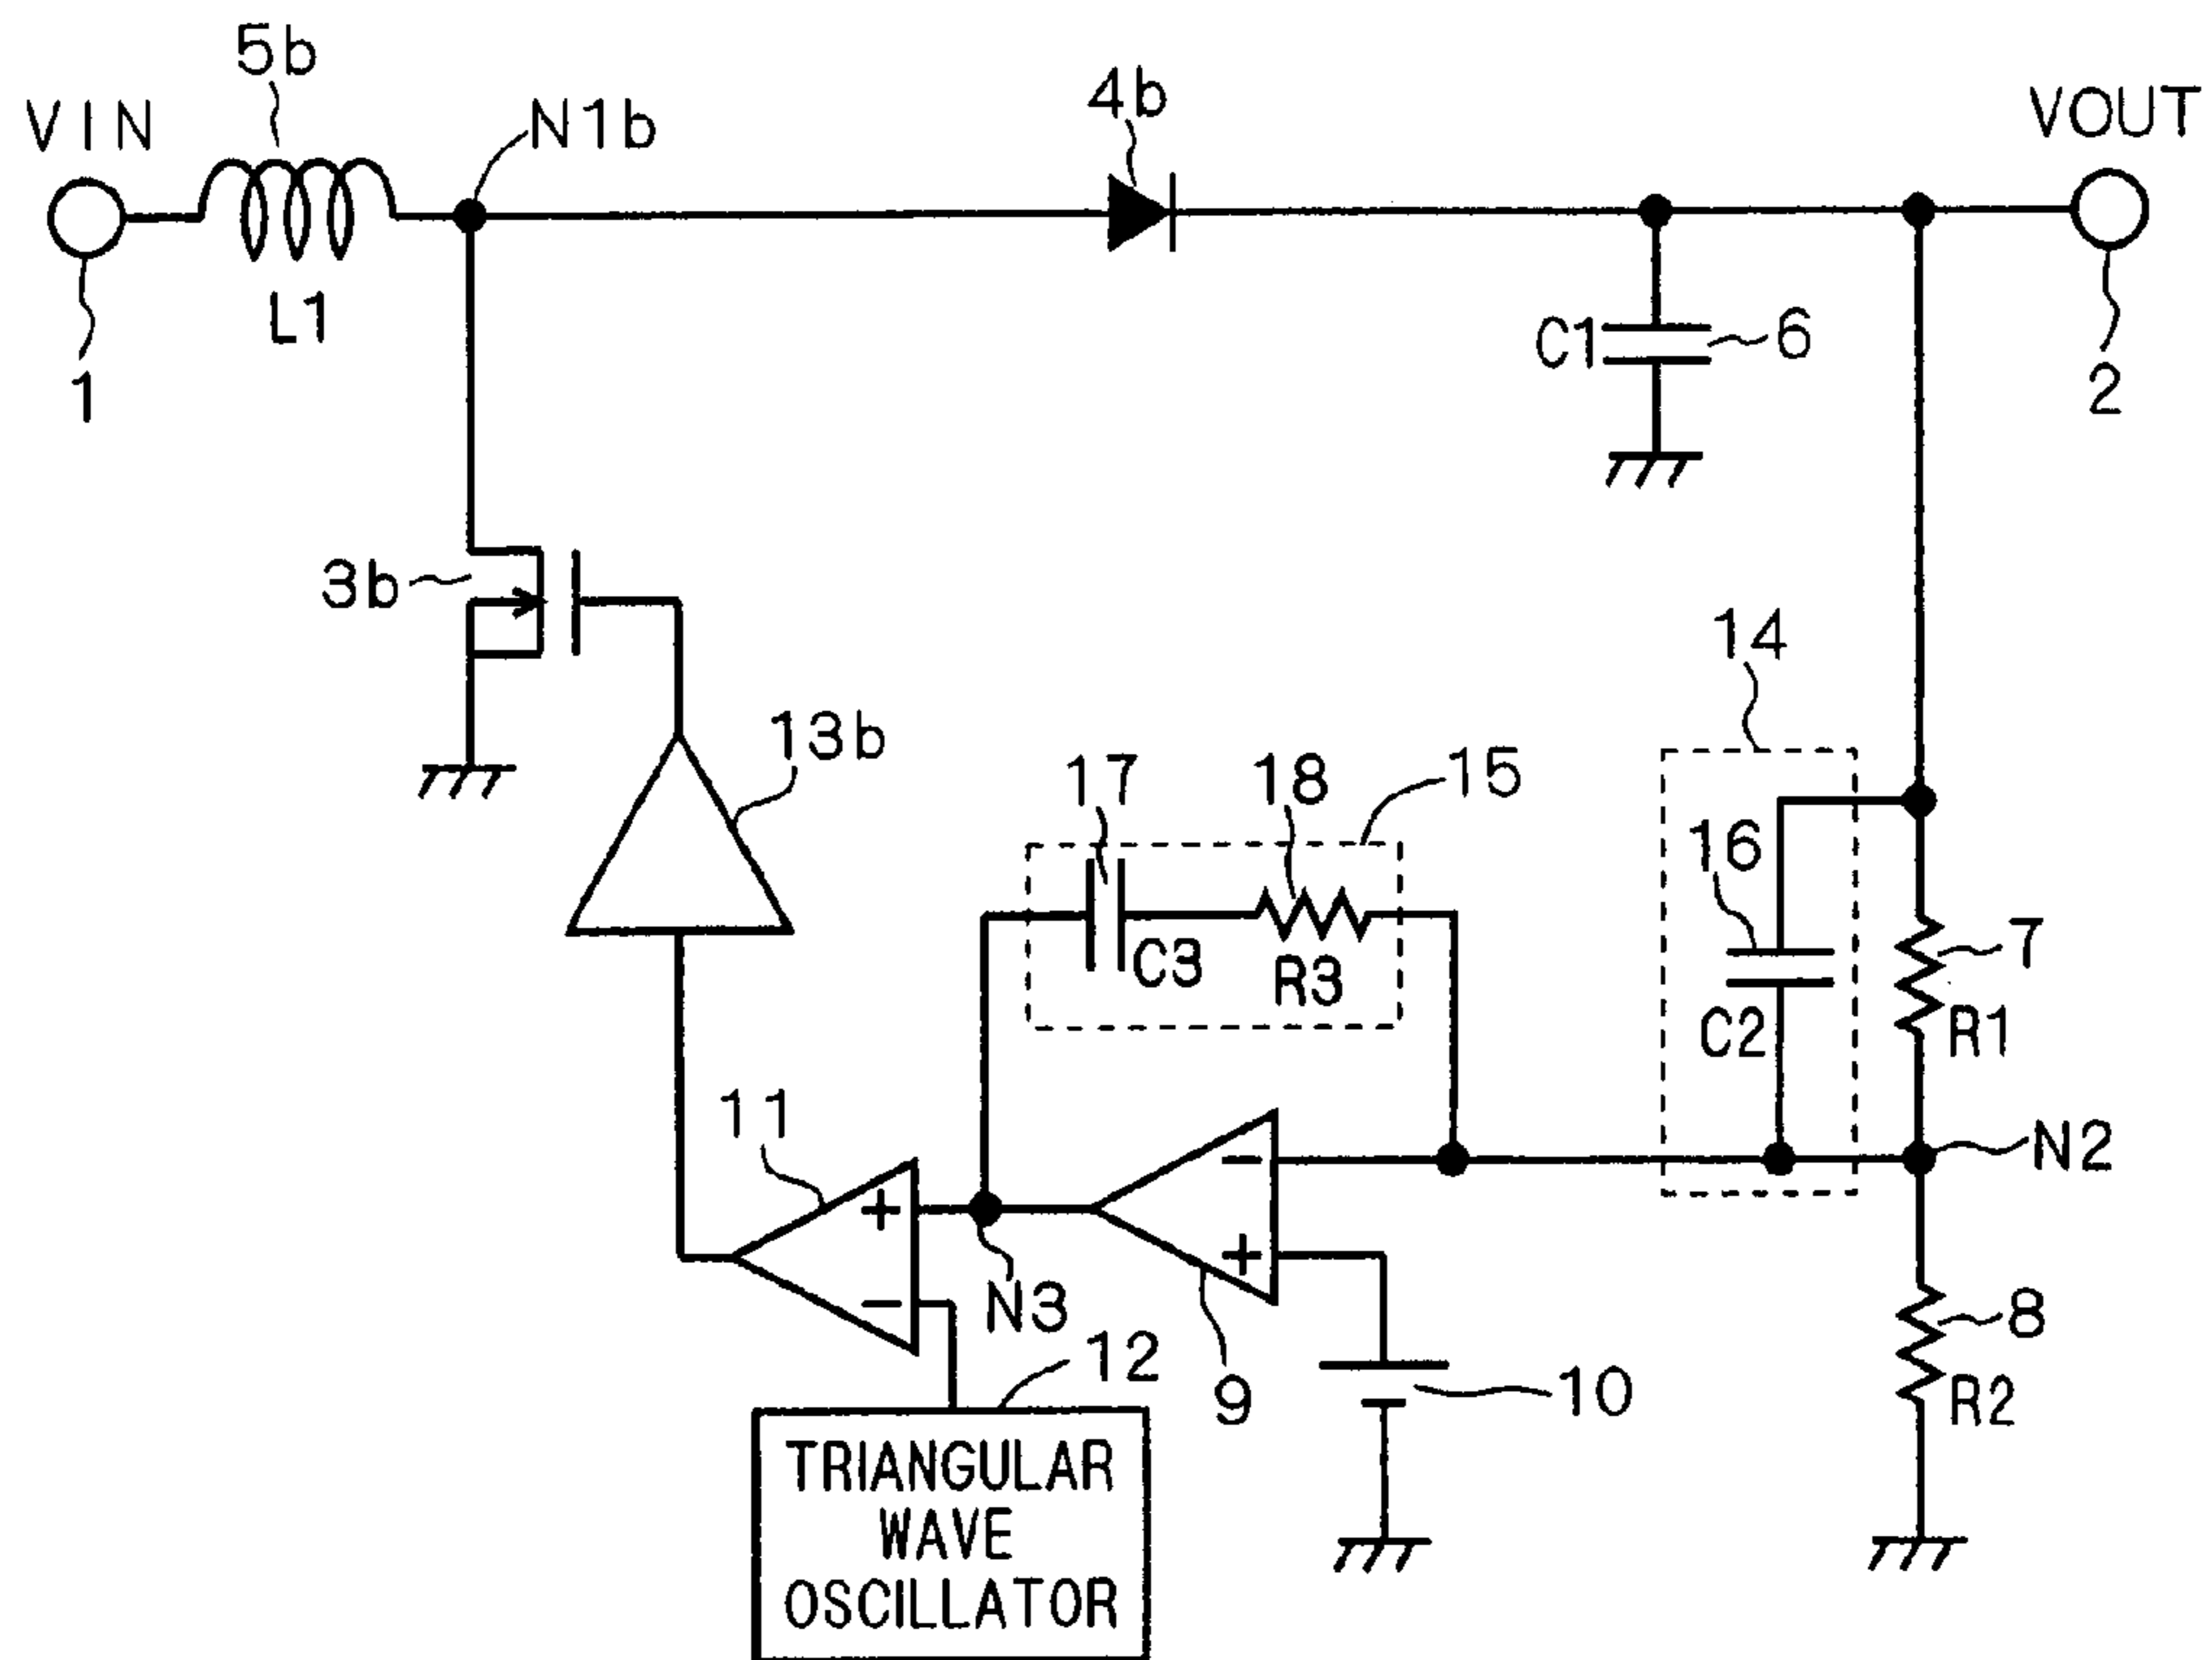 5b
VIN
N1b
4b
VOUT
L1
1
C1
6
2
3b
14
13b
17
18
15
16
7
C3
R3
C2
R1
11
N2
+
−
−
+
N3
12
9
10
8
R2
TRIANGULAR
WAVE
OSCILLATOR